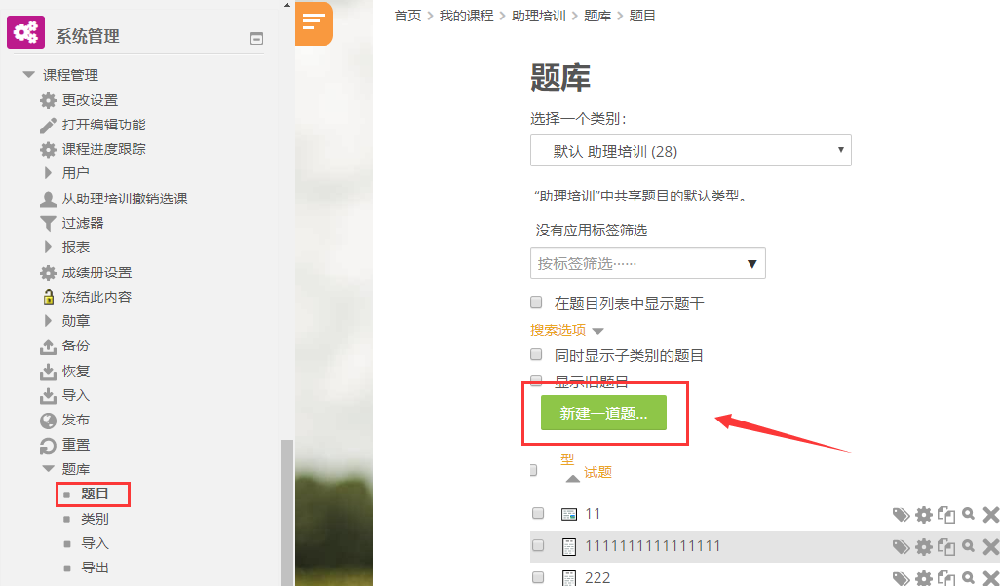 系统管理
课程管理
更改设置
打开编辑功能
课程进度跟踪
用户
从助理培训撤销选课
过滤器
报表
成绩册设置
冻结此内容
勋章
备份
恢复
导入
发布
重置
题库
题目
类别
导入
导出
首页 > 我的课程 > 助理培训 > 题库 > 题目
题库
选择一个类别：
默认 助理培训 (28)
“助理培训”中共享题目的默认类型。
没有应用标签筛选
按标签筛选……
在题目列表中显示题干
搜索选项
同时显示子类别的题目
显示旧题目
新建一道题...
型
试题
11
1111111111111111
222